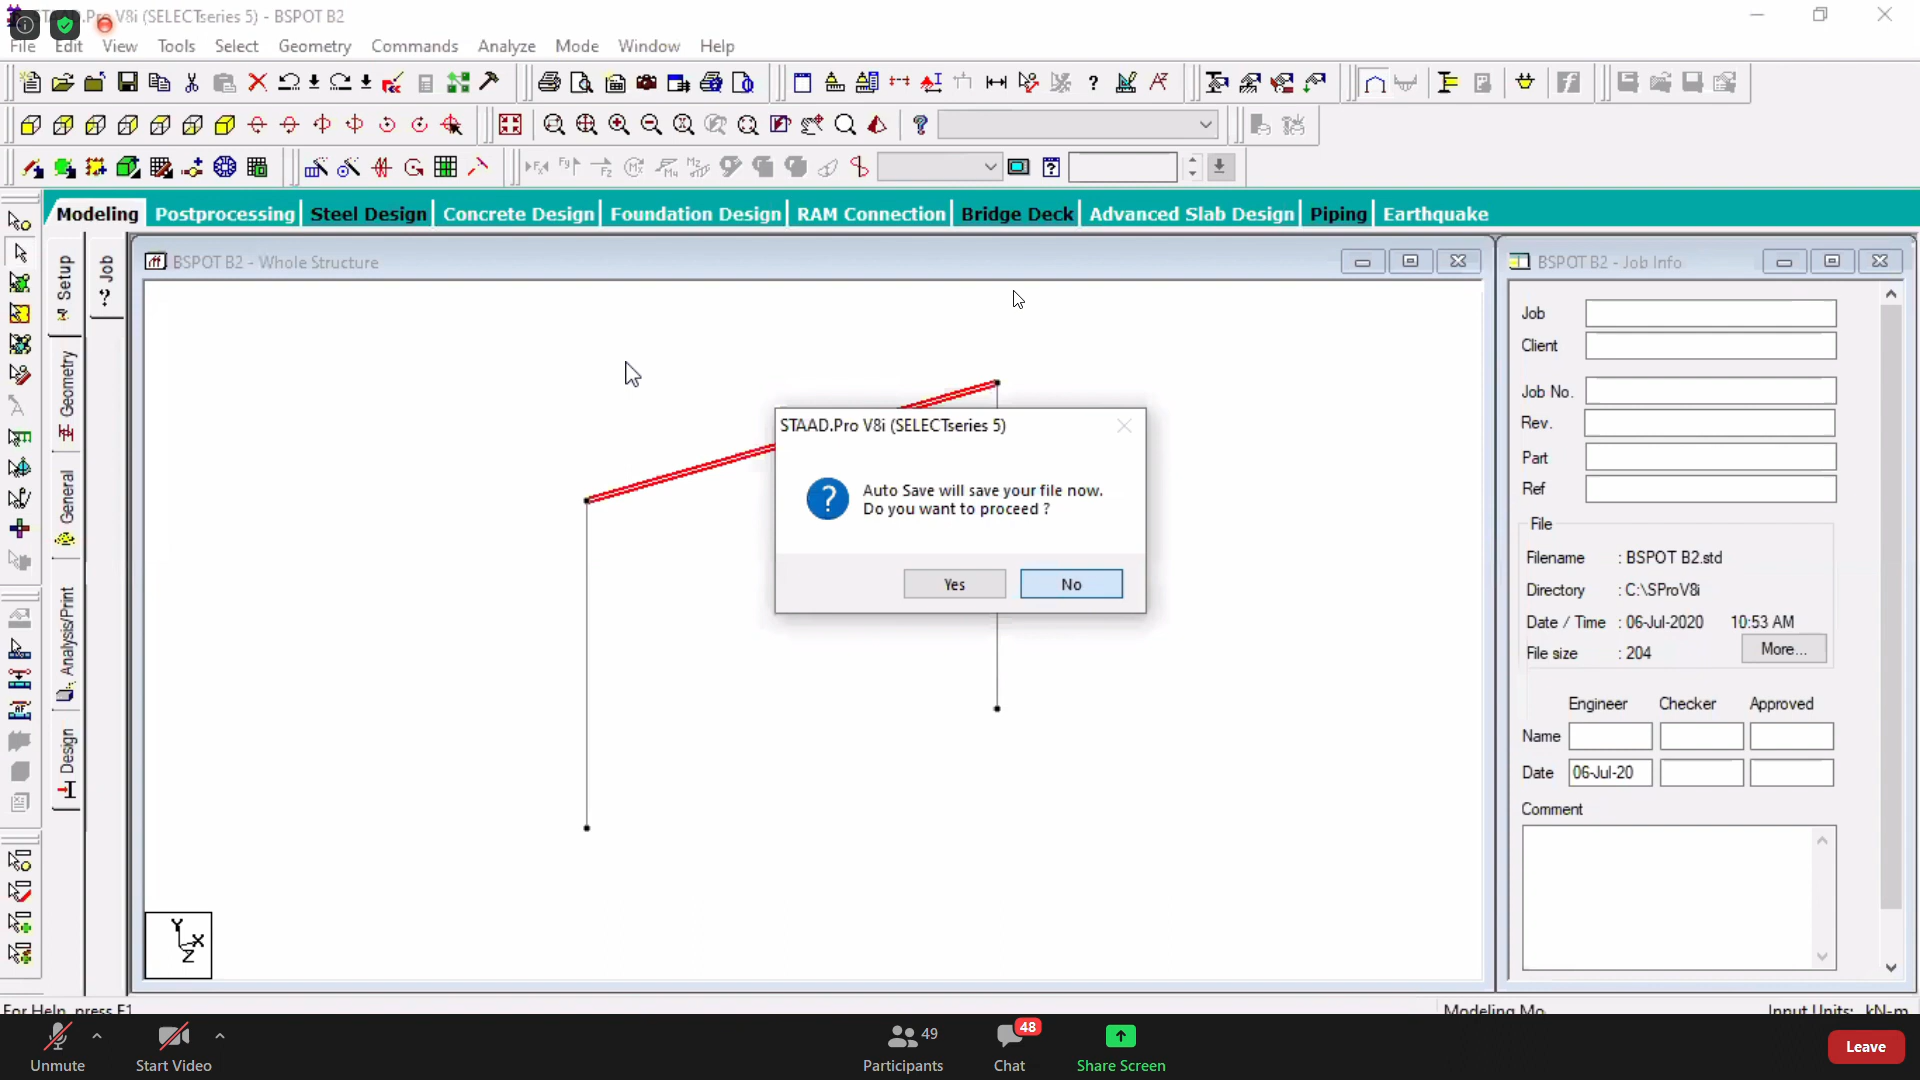 STAAD.Pro V8i (SELECTseries 5) - BSPOT B2
File Edit View Tools Select Geometry Commands Analyze Mode Window Help
Modeling Postprocessing Steel Design Concrete Design Foundation Design RAM Connection Bridge Deck Advanced Slab Design Piping Earthquake
Setup
Geometry
General
Analysis/Print
Design
Job
BSPOT B2 - Whole Structure
STAAD.Pro V8i (SELECTseries 5)
Auto Save will save your file now.
Do you want to proceed ?
Yes No
Y
X
Z
BSPOT B2 - Job Info
Job
Client
Job No.
Rev.
Part
Ref
File
Filename : BSPOT B2.std
Directory : C:\SProV8i
Date / Time : 06-Jul-2020 10:53 AM
File size : 204
More...
Engineer Checker Approved
Name
Date 06-Jul-20
Comment
For Help, press F1
Modeling Mo
Input Units: kN-m
Unmute
Start Video
49
Participants
48
Chat
Share Screen
Leave